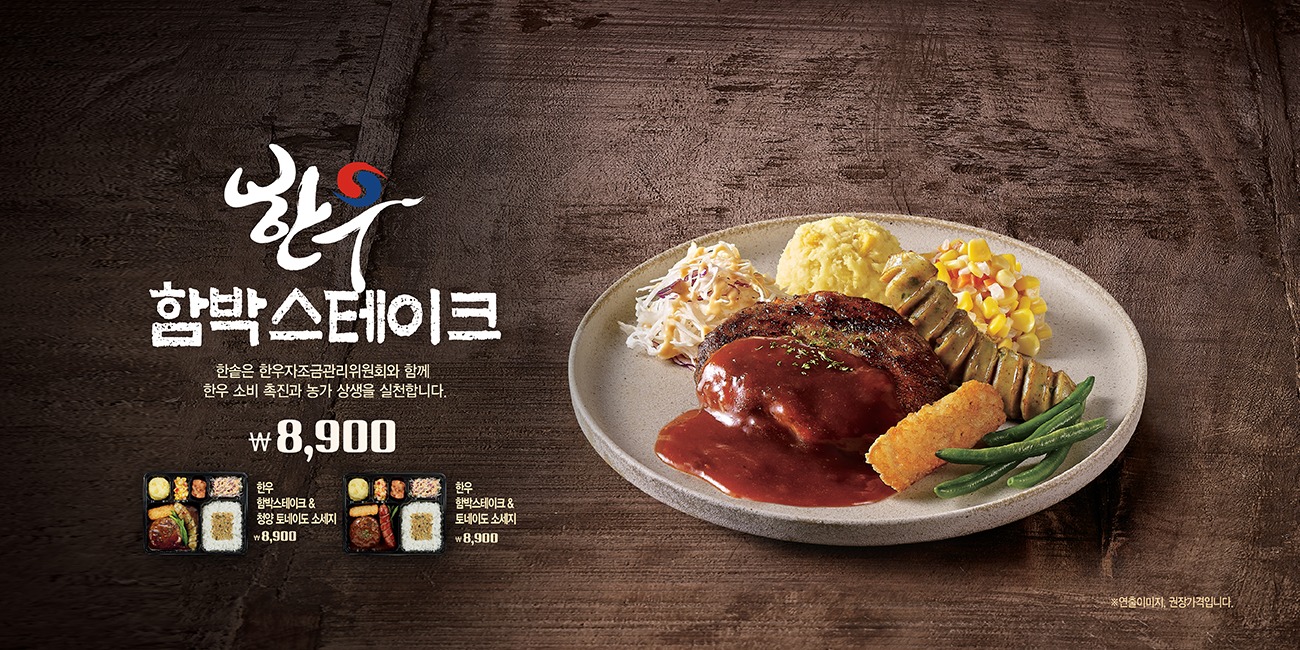 한우
함박스테이크
한솥은 한우자조금관리위원회와 함께
한우 소비 촉진과 농가 상생을 실천합니다.
₩8,900
한우
함박스테이크 &
청양 토네이도 소세지
₩8,900
한우
함박스테이크 &
토네이도 소세지
₩8,900
※연출이미지, 권장가격입니다.